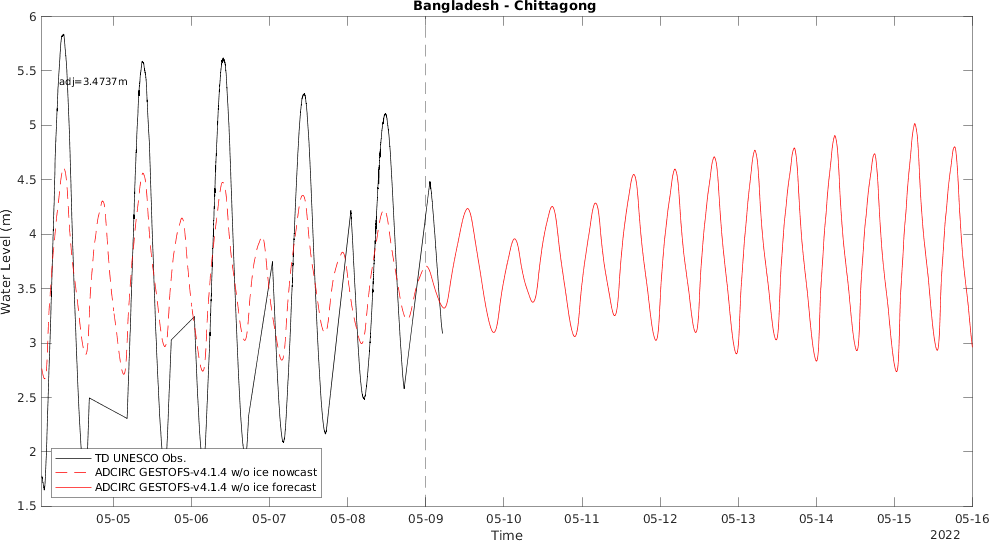 Bangladesh - Chittagong
Water Level (m)
6
5.5
5
4.5
4
3.5
3
2.5
2
1.5
adj=3.4737m
TD UNESCO Obs.
ADCIRC GESTOFS-v4.1.4 w/o ice nowcast
ADCIRC GESTOFS-v4.1.4 w/o ice forecast
05-05 05-06 05-07 05-08 05-09 05-10 05-11 05-12 05-13 05-14 05-15 05-16
Time
2022